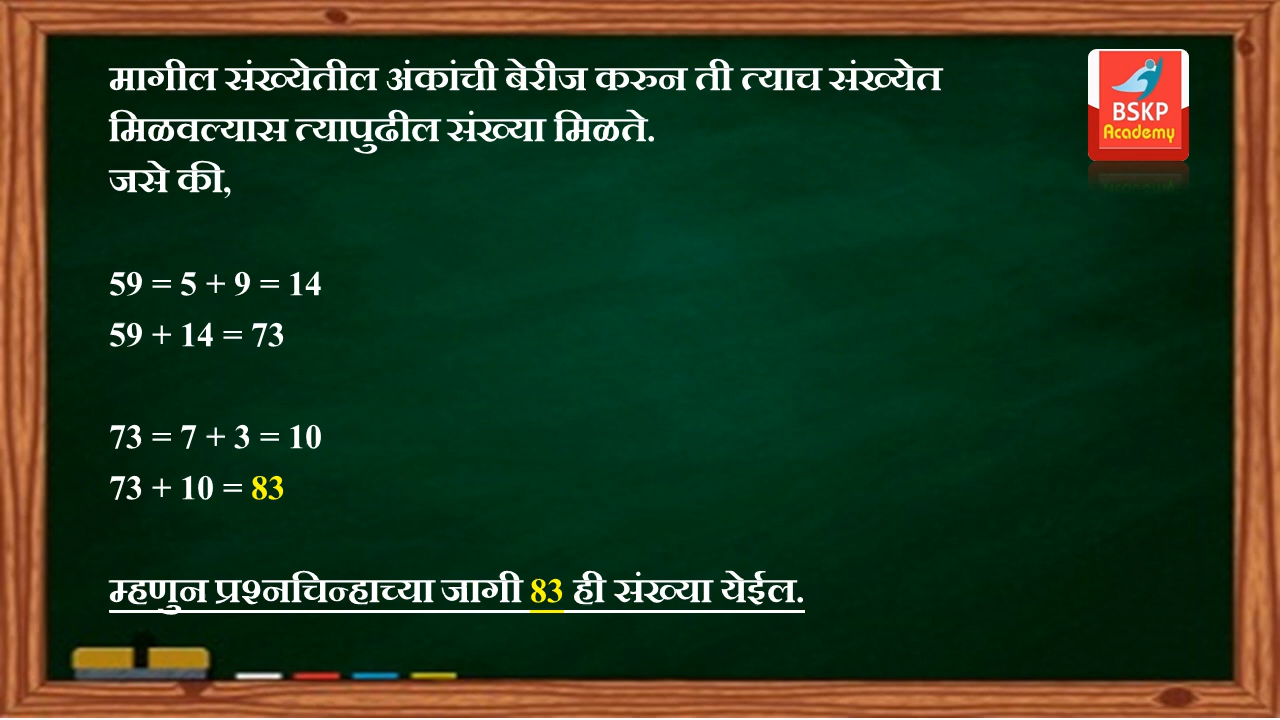 मागील संख्येतील अंकांची बेरीज करुन ती त्याच संख्येत
मिळवल्यास त्यापुढील संख्या मिळते.
जसे की,
59 = 5 + 9 = 14
59 + 14 = 73
73 = 7 + 3 = 10
73 + 10 = 83
म्हणुन प्रश्नचिन्हाच्या जागी 83 ही संख्या येईल.
BSKP
Academy